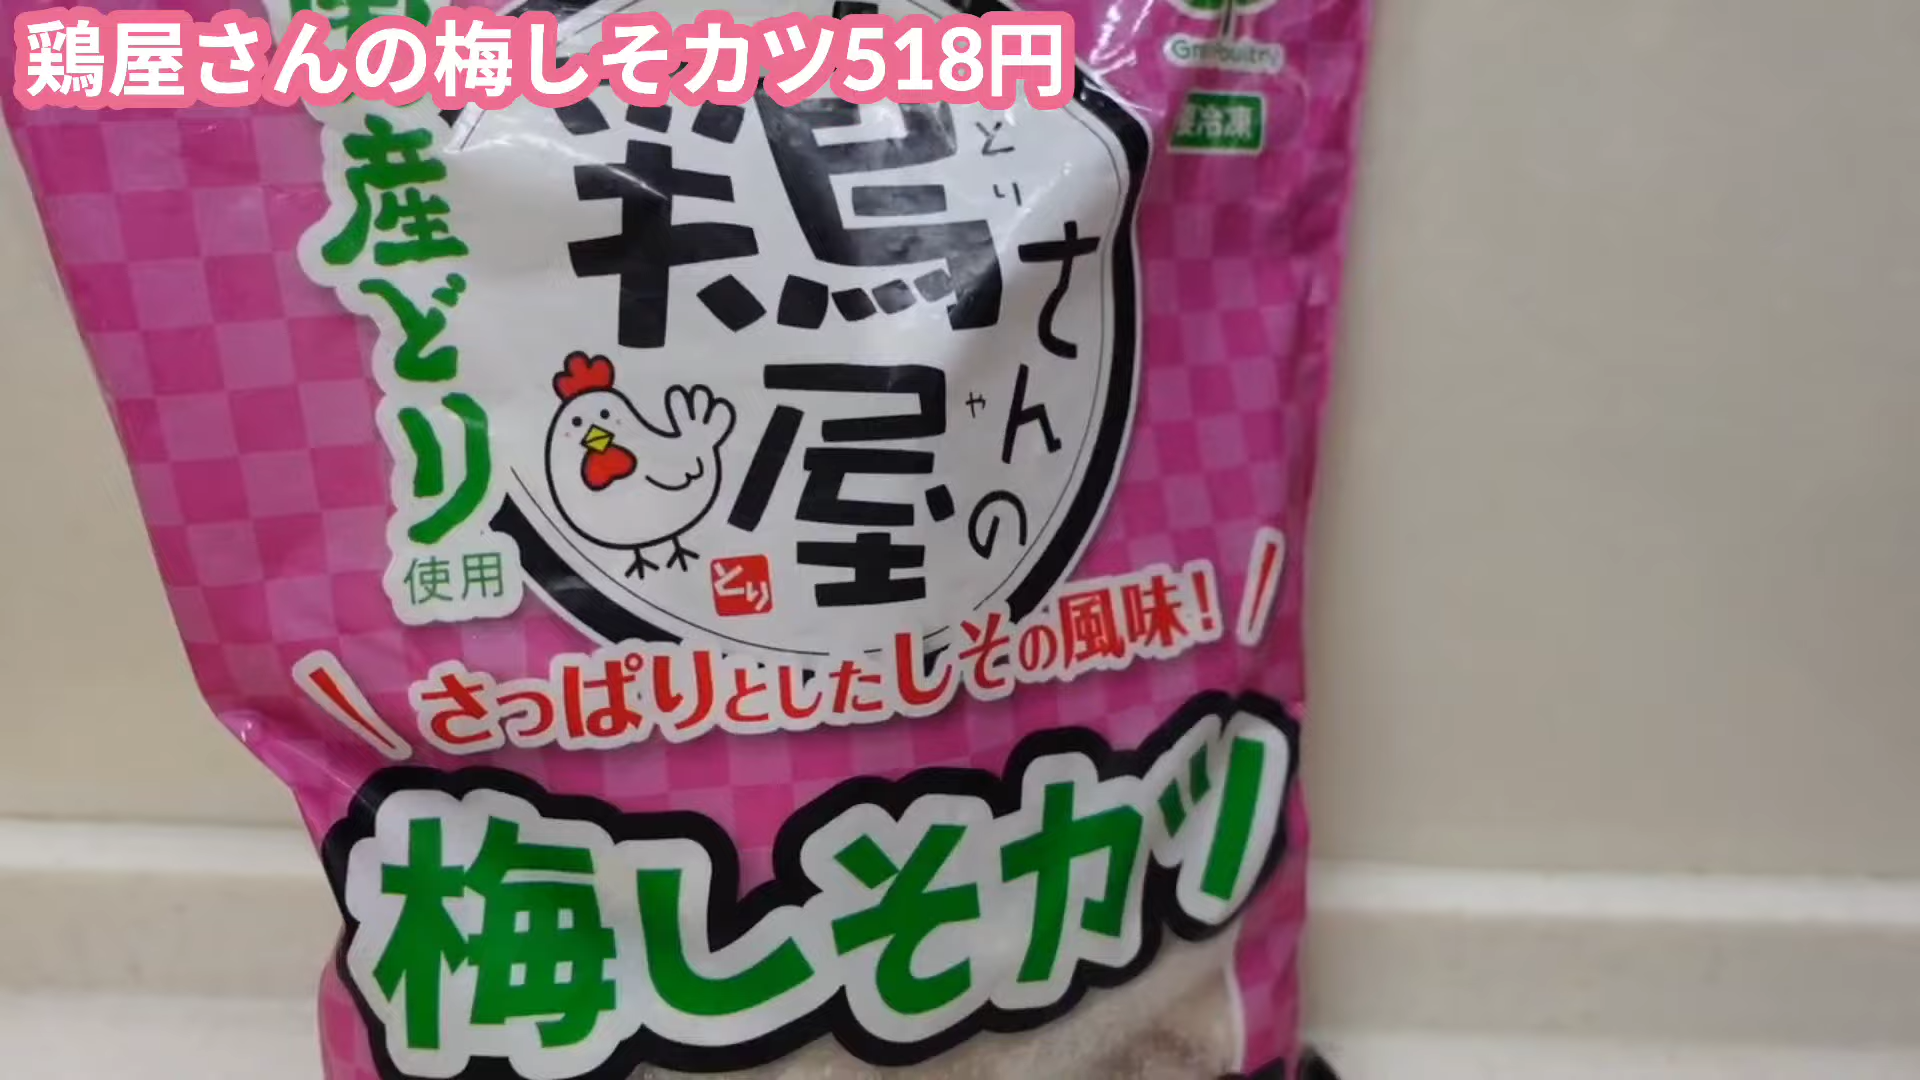 鶏屋さんの梅しそカツ518円
産どり
使用
鶏屋さんの
とり
や
とり
さっぱりとしたしその風味!
梅しそカツ
冷凍